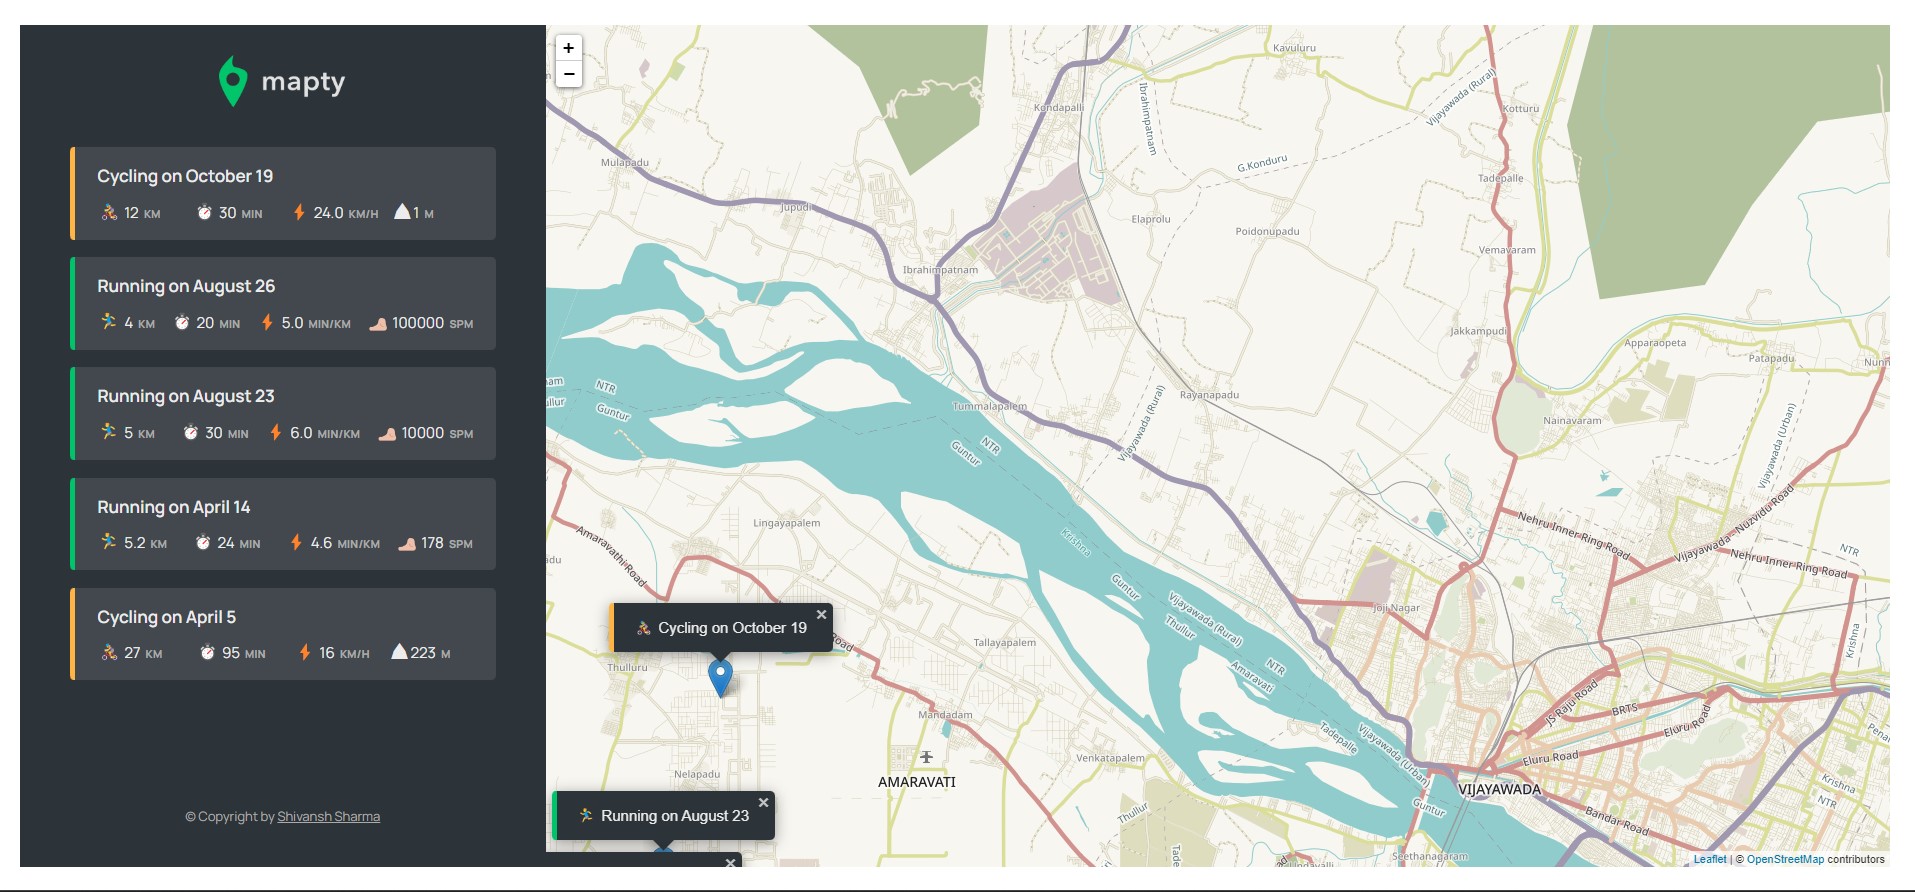 mapty
Cycling on October 19
12 KM 30 MIN 24.0 KM/H 1 M
Running on August 26
4 KM 20 MIN 5.0 MIN/KM 100000 SPM
Running on August 23
5 KM 30 MIN 6.0 MIN/KM 10000 SPM
Running on April 14
5.2 KM 24 MIN 4.6 MIN/KM 178 SPM
Cycling on April 5
27 KM 95 MIN 16 KM/H 223 M
© Copyright by Shivansh Sharma
+
−
Kavuluru
Vijayawada (Rural)
Kondapalli
Ibrahimpatnam
Kotturu
Mulapadu
G.Konduru
Tadepalle
Jupudi
Elaprolu
Poidonupadu
Vemavaram
Ibrahimpatnam
Jakkampudi
Apparaopeta
Patapadu
Nunn
NTR
Guntur
Rayanapadu
Tummalapalem
Vijayawada (Rural)
Nainavaram
Vijayawada (Urban)
NTR
Guntur
Lingayapalem
Krishna
Amaravathi Road
Nehru Inner Ring Road
Vijayawada - Nuzvidu Road
Nehru Inner Ring Road
NTR
Guntur
Vijayawada (Rural)
Thullur
Joji Nagar
Krishna
Cycling on October 19
×
Road
Tallayapalem
Thulluru
NTR
Amaravati
Mandadam
JS Raju Road
BRTS
Eluru Road
Tadepalle
Vijayawada (Urban)
Venkatapalem
Eluru Road
Nelapadu
AMARAVATI
VIJAYAWADA
Krishna
NTR
Guntur
Thullur
Bandar Road
Running on August 23
×
Seethanagaram
Undavalli
×
Leaflet | © OpenStreetMap contributors